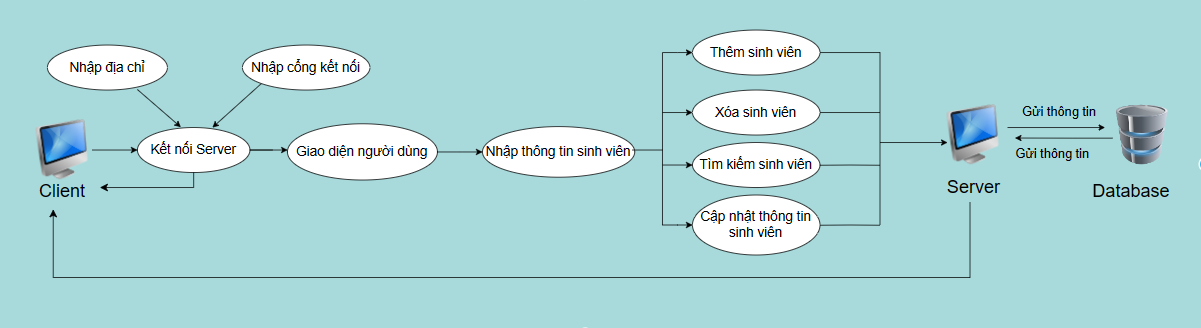 Nhập địa chỉ
Nhập cổng kết nối
Client
Kết nối Server
Giao diện người dùng
Nhập thông tin sinh viên
Thêm sinh viên
Xóa sinh viên
Tìm kiếm sinh viên
Cập nhật thông tin
sinh viên
Server
Gửi thông tin
Gửi thông tin
Database